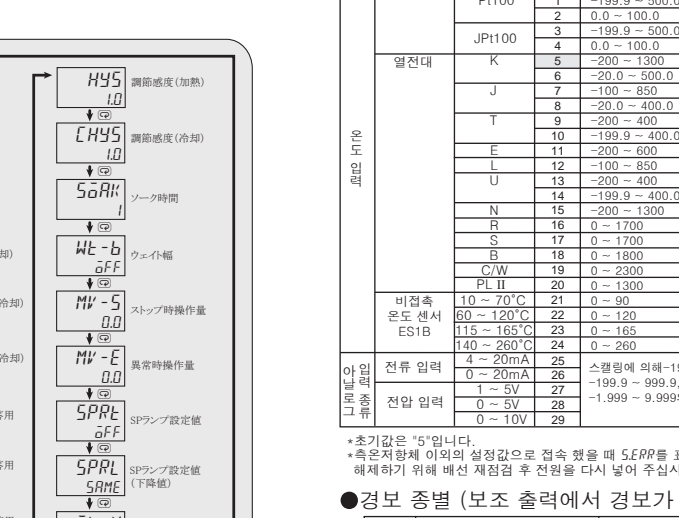 HYS 調節感度(加熱)
1.0
CHYS 調節感度(冷却)
1.0
SoAK ソーク時間
1
Wt-b ウェイト幅
oFF
MV-S ストップ時操作量
0.0
MV-E 異常時操作量
0.0
SPRt SPランプ設定値
oFF
SPRL SPランプ設定値
SAME (下降値)
却)
冷却)
冷却)
온도 입력
Pt100 1 -199.9 ~ 500.0
2 0.0 ~ 100.0
JPt100 3 -199.9 ~ 500.0
4 0.0 ~ 100.0
열전대 K 5 -200 ~ 1300
6 -20.0 ~ 500.0
J 7 -100 ~ 850
8 -20.0 ~ 400.0
T 9 -200 ~ 400
10 -199.9 ~ 400.0
E 11 -200 ~ 600
L 12 -100 ~ 850
U 13 -200 ~ 400
14 -199.9 ~ 400.0
N 15 -200 ~ 1300
R 16 0 ~ 1700
S 17 0 ~ 1700
B 18 0 ~ 1800
C/W 19 0 ~ 2300
PL II 20 0 ~ 1300
비접촉 온도 센서 ES1B
10 ~ 70°C 21 0 ~ 90
60 ~ 120°C 22 0 ~ 120
115 ~ 165°C 23 0 ~ 165
140 ~ 260°C 24 0 ~ 260
아날로그 입력 종류
전류 입력 4 ~ 20mA 25
0 ~ 20mA 26
전압 입력 1 ~ 5V 27
0 ~ 5V 28
0 ~ 10V 29
스캘링에 의해-19
-199.9 ~ 999.9,
-1.999 ~ 9.999
*초기값은 "5"입니다.
*측온저항체 이외의 설정값으로 접속 했을 때 S.ERR를 표
해제하기 위해 배선 재점검 후 전원을 다시 넣어 주십시
●경보 종별 (보조 출력에서 경보가